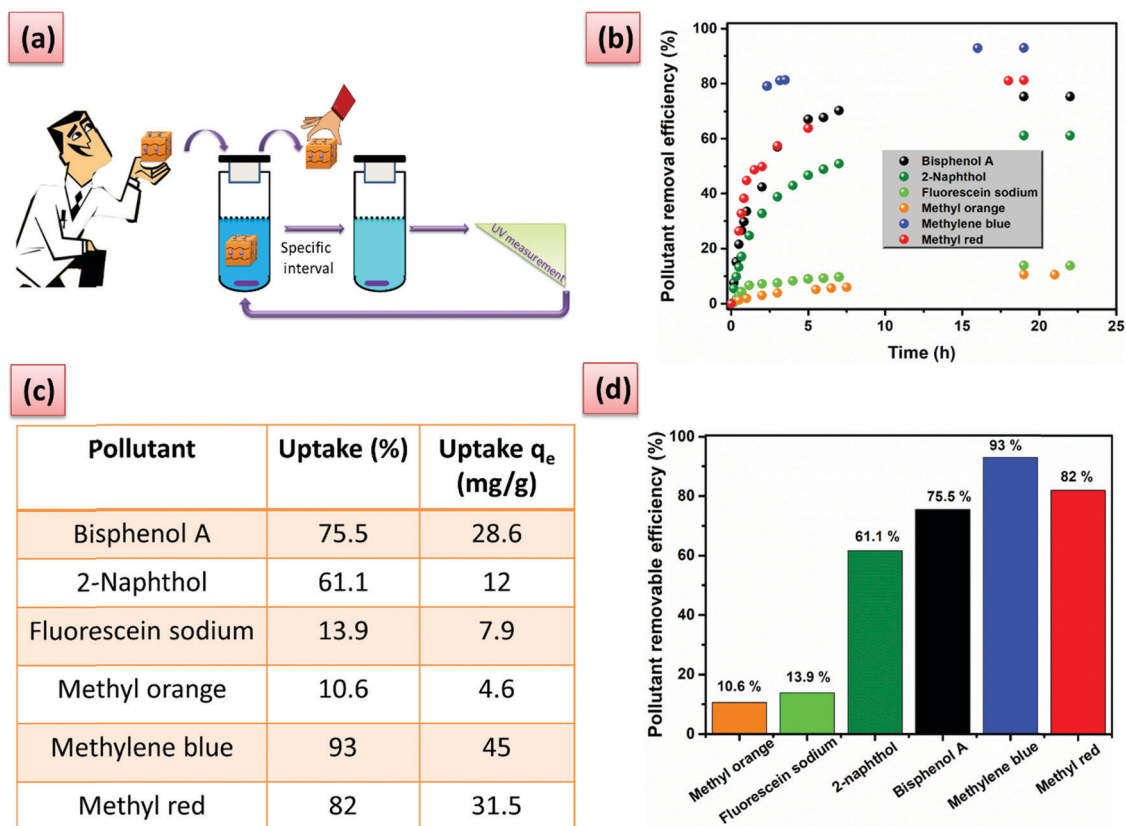 (a)
Specific
interval
UV measurement
(b)
Pollutant removal efficiency (%)
100
80
60
40
20
0
Bisphenol A
2-Naphthol
Fluorescein sodium
Methyl orange
Methylene blue
Methyl red
0 5 10 15 20 25
Time (h)
(c)
Pollutant Uptake (%) Uptake qe
(mg/g)
Bisphenol A 75.5 28.6
2-Naphthol 61.1 12
Fluorescein sodium 13.9 7.9
Methyl orange 10.6 4.6
Methylene blue 93 45
Methyl red 82 31.5
(d)
Pollutant removable efficiency (%)
100
80
60
40
20
0
10.6 %
13.9 %
61.1 %
75.5 %
93 %
82 %
Methyl orange
Fluorescein sodium
2-naphthol
Bisphenol A
Methylene blue
Methyl red